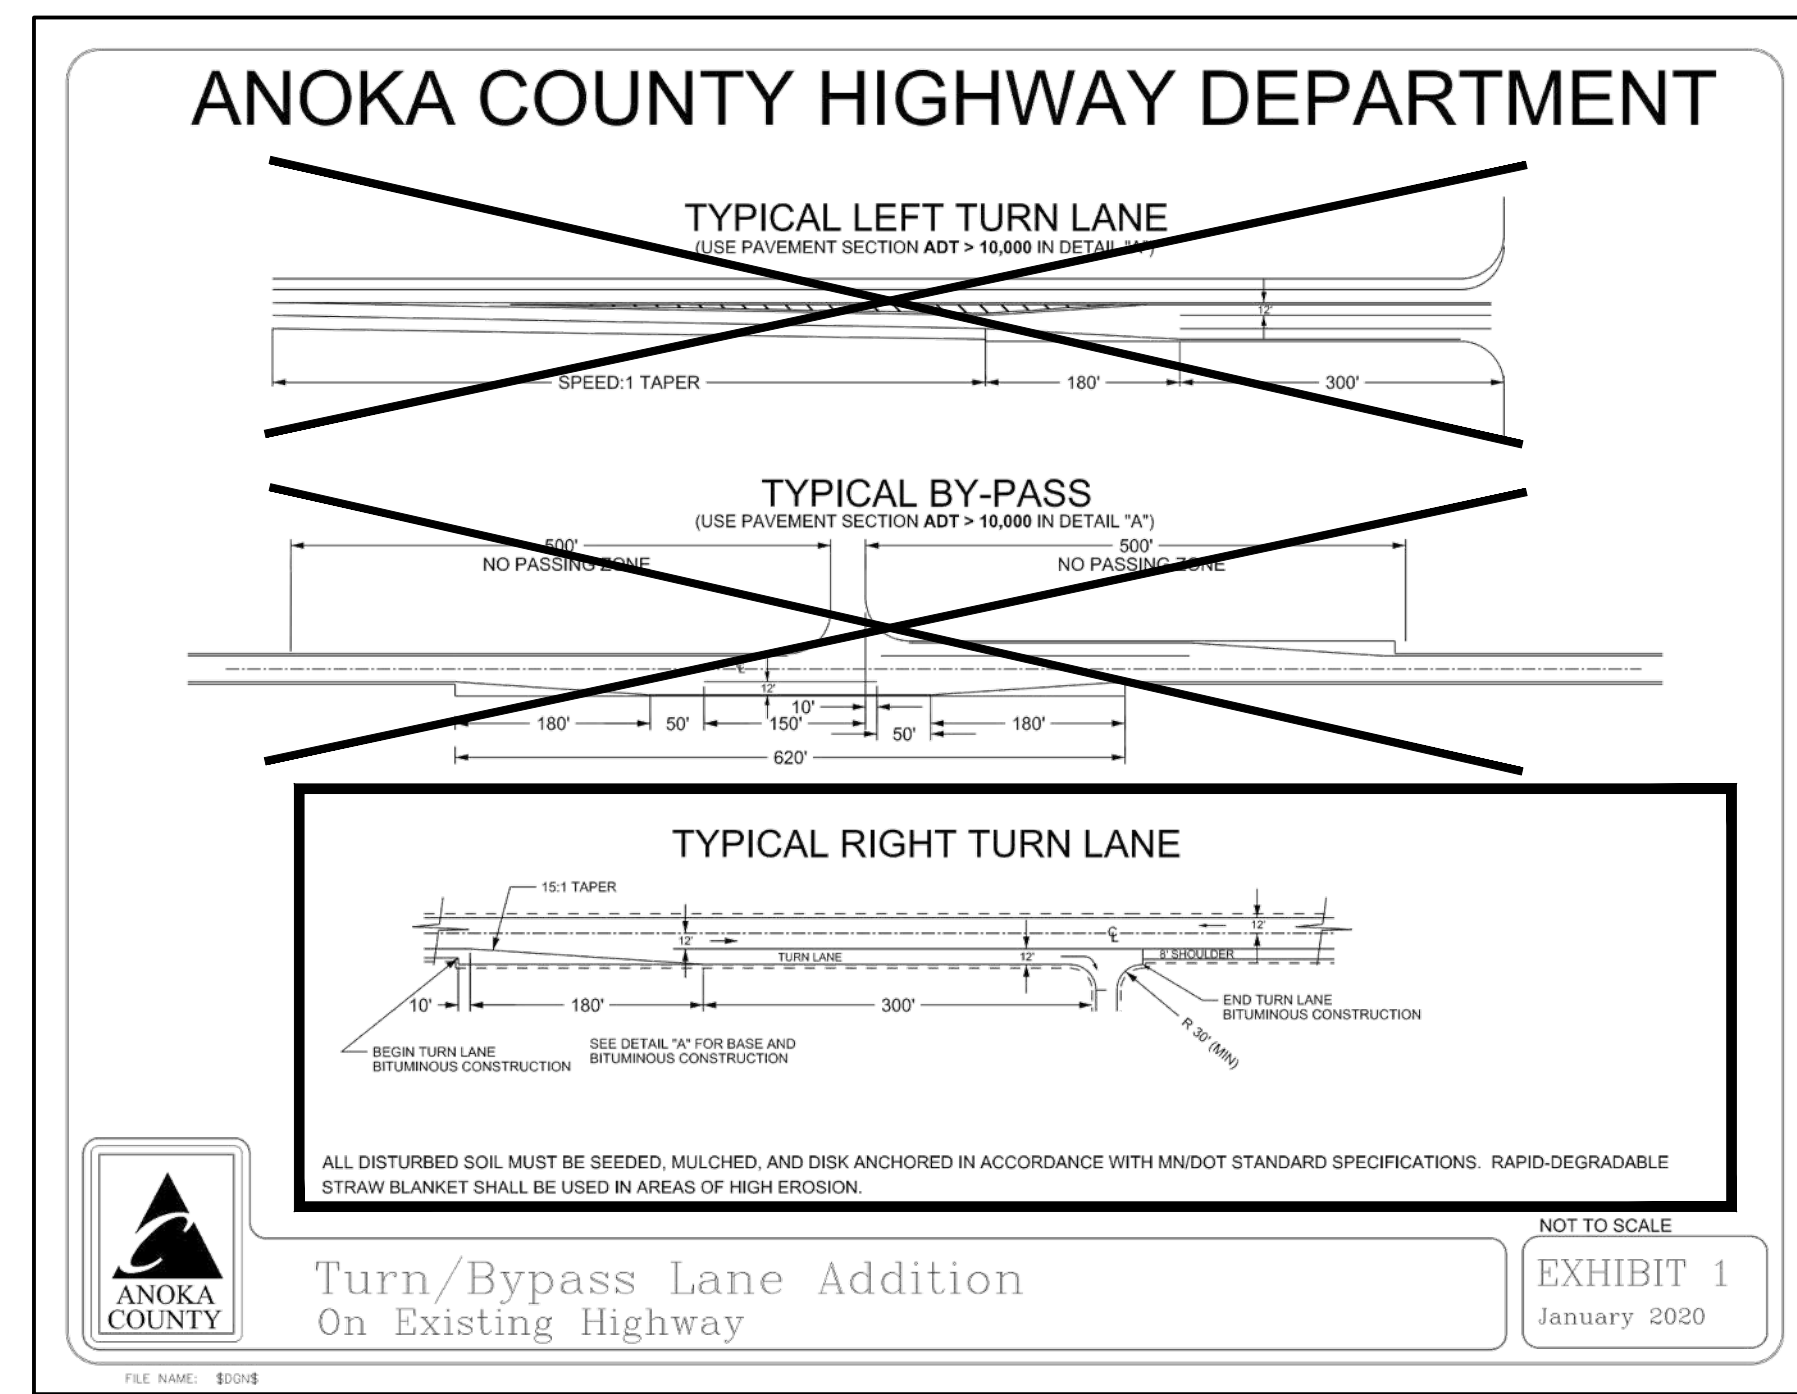 ANOKA COUNTY HIGHWAY DEPARTMENT
TYPICAL LEFT TURN LANE
(USE PAVEMENT SECTION ADT > 10,000 IN DETAIL "A")
12'
SPEED:1 TAPER
180'
300'
TYPICAL BY-PASS
(USE PAVEMENT SECTION ADT > 10,000 IN DETAIL "A")
500'
500'
NO PASSING ZONE
NO PASSING ZONE
℄
12'
10'
180'
50'
150'
50'
180'
620'
TYPICAL RIGHT TURN LANE
15:1 TAPER
12'
12'
℄
TURN LANE
12'
8' SHOULDER
10'
180'
300'
END TURN LANE
BITUMINOUS CONSTRUCTION
R 30' (MIN)
BEGIN TURN LANE
BITUMINOUS CONSTRUCTION
SEE DETAIL "A" FOR BASE AND
BITUMINOUS CONSTRUCTION
ALL DISTURBED SOIL MUST BE SEEDED, MULCHED, AND DISK ANCHORED IN ACCORDANCE WITH MN/DOT STANDARD SPECIFICATIONS. RAPID-DEGRADABLE
STRAW BLANKET SHALL BE USED IN AREAS OF HIGH EROSION.
NOT TO SCALE
ANOKA
COUNTY
Turn/Bypass Lane Addition
On Existing Highway
EXHIBIT 1
January 2020
FILE NAME: $DGN$